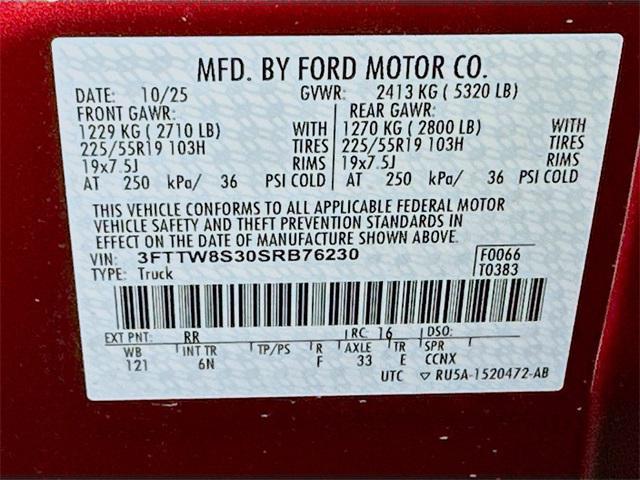 MFD. BY FORD MOTOR CO.
DATE: 10/25 GVWR: 2413 KG ( 5320 LB)
FRONT GAWR: REAR GAWR:
1229 KG ( 2710 LB) WITH 1270 KG ( 2800 LB) WITH
225/55R19 103H TIRES 225/55R19 103H TIRES
19x7.5J RIMS 19x7.5J RIMS
AT 250 kPa/ 36 PSI COLD AT 250 kPa/ 36 PSI COLD
THIS VEHICLE CONFORMS TO ALL APPLICABLE FEDERAL MOTOR
VEHICLE SAFETY AND THEFT PREVENTION STANDARDS IN
EFFECT ON THE DATE OF MANUFACTURE SHOWN ABOVE.
VIN: 3FTTW8S30SRB76230 F0066
TYPE: Truck T0383
EXT PNT: RR RC: 16 DSO:
WB INT TR TP/PS R AXLE TR SPR
121 6N F 33 E CCNX
UTC ▽ RU5A-1520472-AB